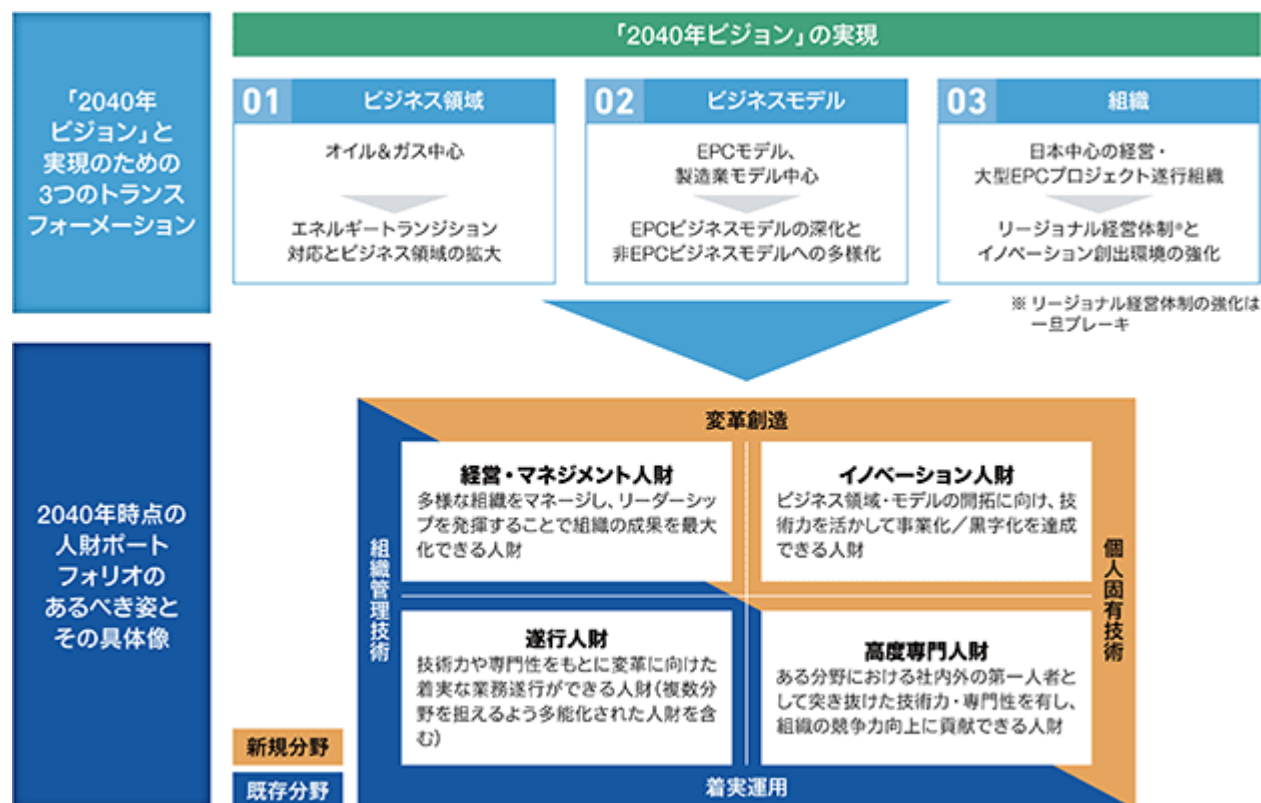 「2040年
ビジョン」と
実現のための
3つのトランス
フォーメーション
「2040年ビジョン」の実現
01 ビジネス領域
オイル&ガス中心
エネルギートランジション
対応とビジネス領域の拡大
02 ビジネスモデル
EPCモデル、
製造業モデル中心
EPCビジネスモデルの深化と
非EPCビジネスモデルへの多様化
03 組織
日本中心の経営・
大型EPCプロジェクト遂行組織
リージョナル経営体制※と
イノベーション創出環境の強化
※ リージョナル経営体制の強化は
一旦ブレーキ
2040年時点の
人財ポート
フォリオの
あるべき姿と
その具体像
変革創造
組織管理技術
経営・マネジメント人財
多様な組織をマネージし、リーダーシッ
プを発揮することで組織の成果を最大
化できる人財
イノベーション人財
ビジネス領域・モデルの開拓に向け、技
術力を活かして事業化／黒字化を達成
できる人財
個人固有技術
遂行人財
技術力や専門性をもとに変革に向けた
着実な業務遂行ができる人財（複数分
野を担えるよう多能化された人財を含
む）
高度専門人財
ある分野における社内外の第一人者と
して突き抜けた技術力・専門性を有し、
組織の競争力向上に貢献できる人財
着実運用
新規分野
既存分野